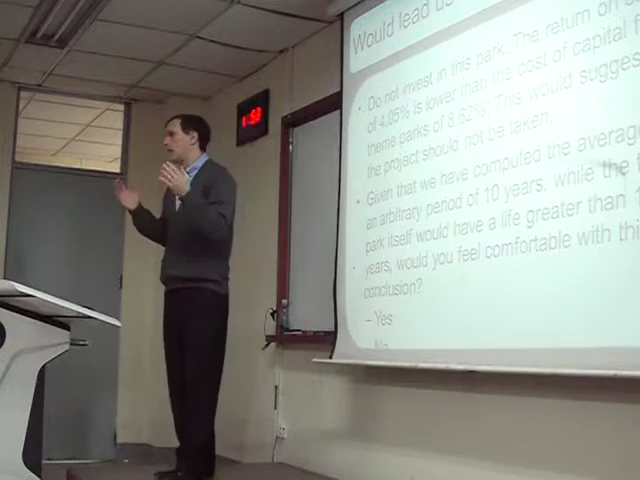 Would lead us
• Do not invest in this park. The return on
of 4.05% is lower than the cost of capital
theme parks of 8.62%; This would sugges
the project should not be taken.
• Given that we have computed the averag
an arbitrary period of 10 years, while the
park itself would have a life greater than
years, would you feel comfortable with thi
conclusion?
– Yes
– No